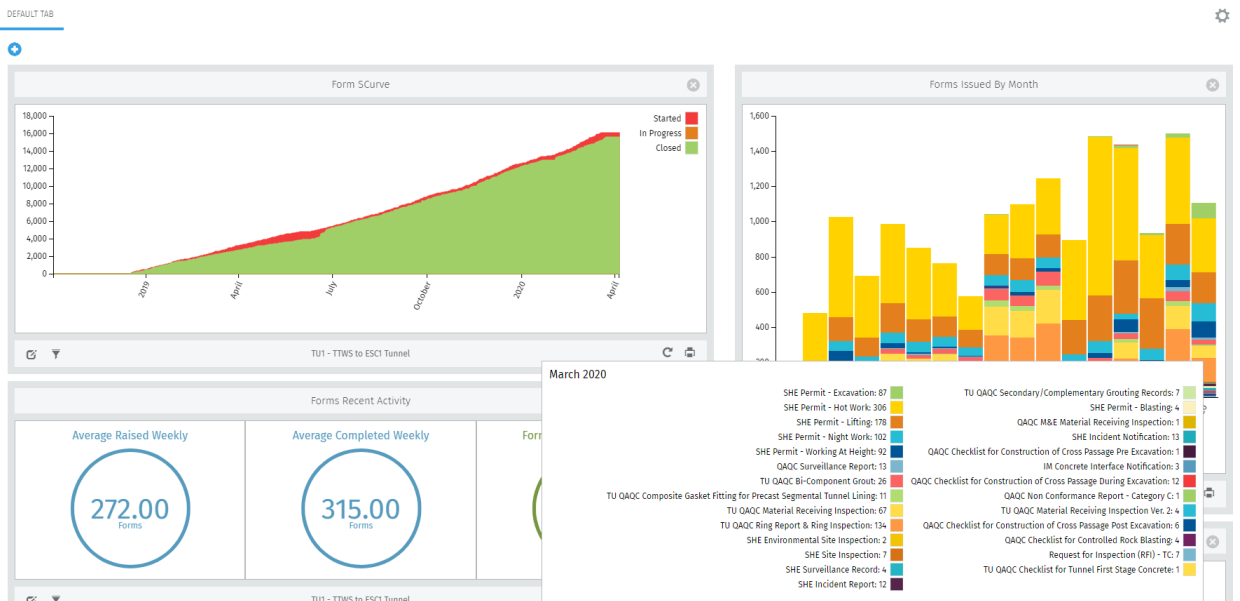 DEFAULT TAB
Form SCurve
18,000
16,000
14,000
12,000
10,000
8,000
6,000
4,000
2,000
0
2019
April
July
October
2020
April
Started
In Progress
Closed
TU1 - TTWS to ESC1 Tunnel
Forms Issued By Month
1,600
1,400
1,200
1,000
800
600
400
200
Forms Recent Activity
Average Raised Weekly
272.00
Forms
Average Completed Weekly
315.00
Forms
Forr
TU1 - TTWS to ESC1 Tunnel
March 2020
SHE Permit - Excavation: 87
SHE Permit - Hot Work: 306
SHE Permit - Lifting: 178
SHE Permit - Night Work: 102
SHE Permit - Working At Height: 92
QAQC Surveillance Report: 13
TU QAQC Bi-Component Grout: 26
TU QAQC Composite Gasket Fitting for Precast Segmental Tunnel Lining: 11
TU QAQC Material Receiving Inspection: 67
TU QAQC Ring Report & Ring Inspection: 134
SHE Environmental Site Inspection: 2
SHE Site Inspection: 7
SHE Surveillance Record: 4
SHE Incident Report: 12
TU QAQC Secondary/Complementary Grouting Records: 7
SHE Permit - Blasting: 4
QAQC M&E Material Receiving Inspection: 1
SHE Incident Notification: 13
QAQC Checklist for Construction of Cross Passage Pre Excavation: 1
IM Concrete Interface Notification: 3
QAQC Checklist for Construction of Cross Passage During Excavation: 12
QAQC Non Conformance Report - Category C: 1
TU QAQC Material Receiving Inspection Ver. 2: 4
QAQC Checklist for Construction of Cross Passage Post Excavation: 6
QAQC Checklist for Controlled Rock Blasting: 4
Request for Inspection (RFI) - TC: 7
TU QAQC Checklist for Tunnel First Stage Concrete: 1